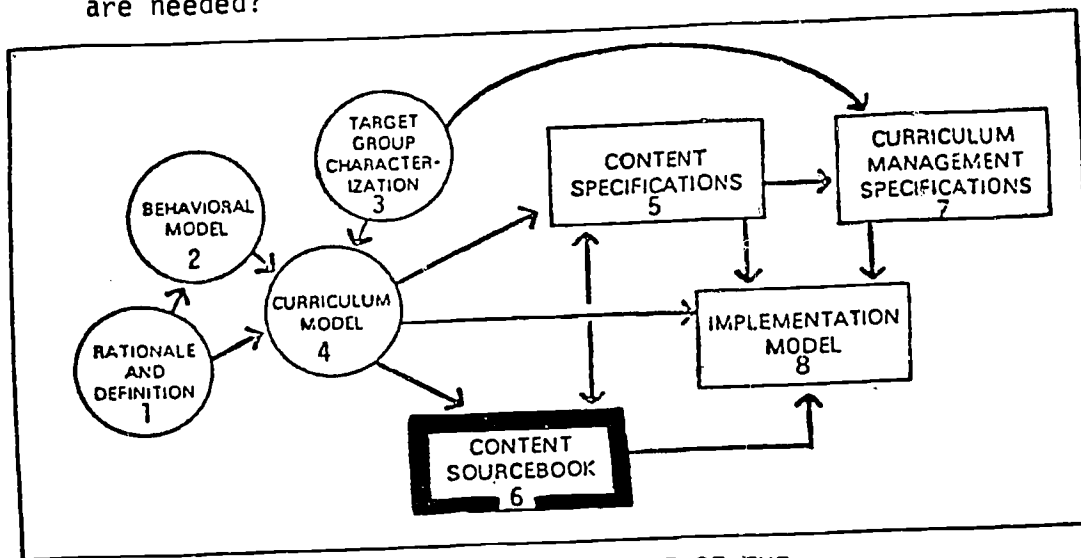 are needed?
TARGET
GROUP
CHARACTER-
IZATION
3
BEHAVIORAL
MODEL
2
RATIONALE
AND
DEFINITION
1
CURRICULUM
MODEL
4
CONTENT
SPECIFICATIONS
5
CURRICULUM
MANAGEMENT
SPECIFICATIONS
7
IMPLEMENTATION
MODEL
8
CONTENT
SOURCEBOOK
6